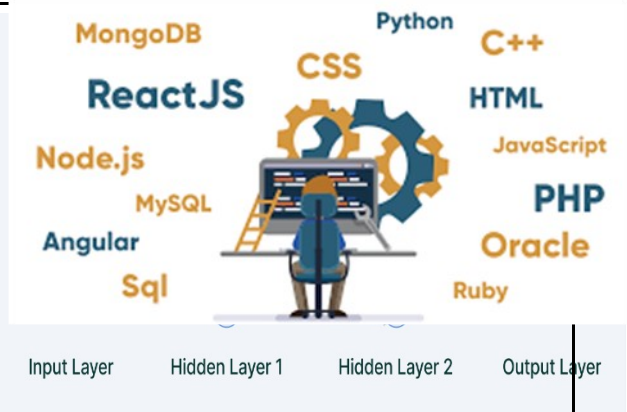 MongoDB
Python
C++
CSS
ReactJS
HTML
Node.js
JavaScript
MySQL
PHP
Angular
Oracle
Sql
Ruby
Input Layer
Hidden Layer 1
Hidden Layer 2
Output Layer